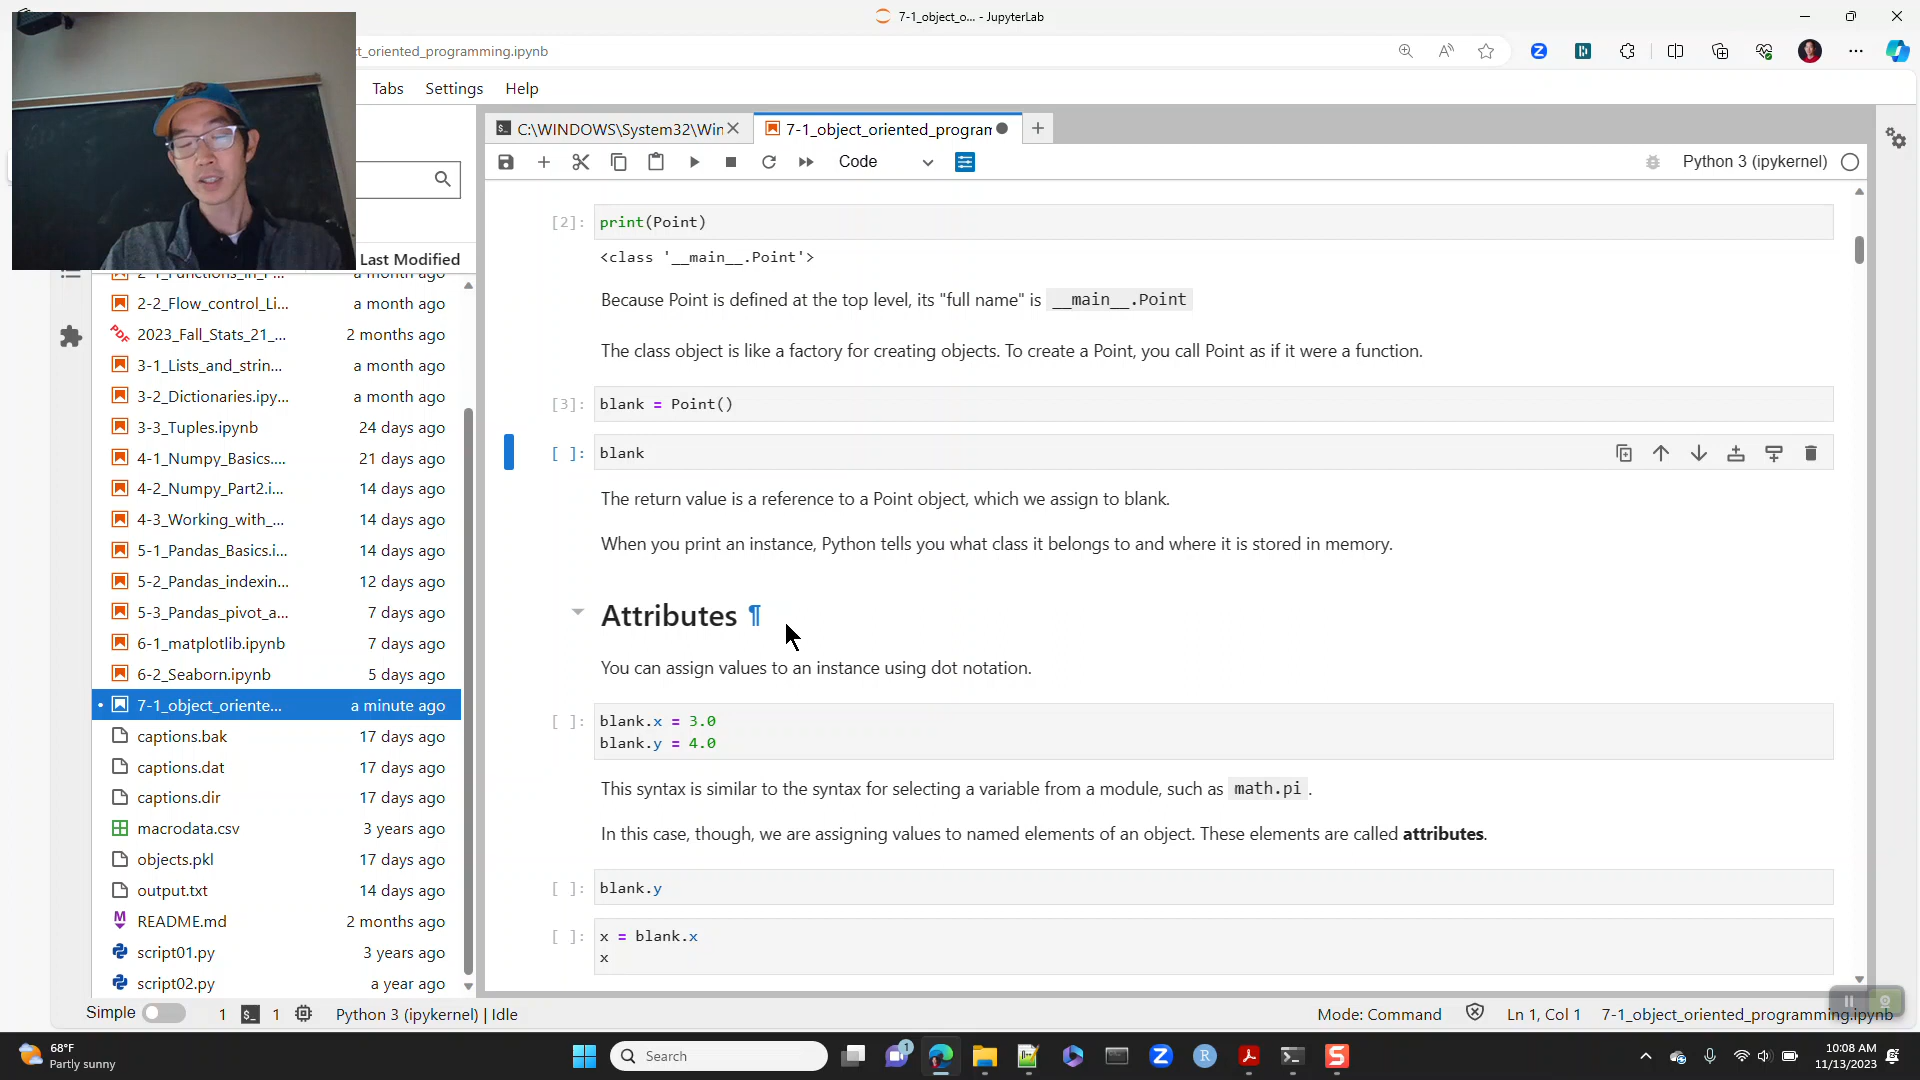 7-1_object_o... - JupyterLab
t_oriented_programming.ipynb
Tabs Settings Help
C:\WINDOWS\System32\Win
7-1_object_oriented_program
Code
Python 3 (ipykernel)
Last Modified
2-2_Flow_control_Li... a month ago
2023_Fall_Stats_21_... 2 months ago
3-1_Lists_and_strin... a month ago
3-2_Dictionaries.ipy... a month ago
3-3_Tuples.ipynb 24 days ago
4-1_Numpy_Basics.... 21 days ago
4-2_Numpy_Part2.i... 14 days ago
4-3_Working_with_... 14 days ago
5-1_Pandas_Basics.i... 14 days ago
5-2_Pandas_indexin... 12 days ago
5-3_Pandas_pivot_a... 7 days ago
6-1_matplotlib.ipynb 7 days ago
6-2_Seaborn.ipynb 5 days ago
7-1_object_oriente... a minute ago
captions.bak 17 days ago
captions.dat 17 days ago
captions.dir 17 days ago
macrodata.csv 3 years ago
objects.pkl 17 days ago
output.txt 14 days ago
README.md 2 months ago
script01.py 3 years ago
script02.py a year ago
[2]: print(Point)
<class '__main__.Point'>
Because Point is defined at the top level, its "full name" is __main__.Point
The class object is like a factory for creating objects. To create a Point, you call Point as if it were a function.
[3]: blank = Point()
[ ]: blank
The return value is a reference to a Point object, which we assign to blank.
When you print an instance, Python tells you what class it belongs to and where it is stored in memory.
Attributes ¶
You can assign values to an instance using dot notation.
[ ]: blank.x = 3.0
blank.y = 4.0
This syntax is similar to the syntax for selecting a variable from a module, such as math.pi .
In this case, though, we are assigning values to named elements of an object. These elements are called attributes.
[ ]: blank.y
[ ]: x = blank.x
x
Simple 1 1 Python 3 (ipykernel) | Idle
Mode: Command Ln 1, Col 1 7-1_object_oriented_programming.ipynb
68°F
Partly sunny
Search
10:08 AM
11/13/2023